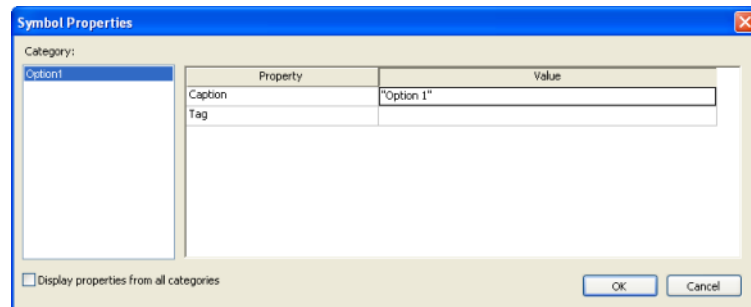 Symbol Properties
Category:
Option1
Property Value
Caption "Option 1"
Tag
Display properties from all categories
OK Cancel